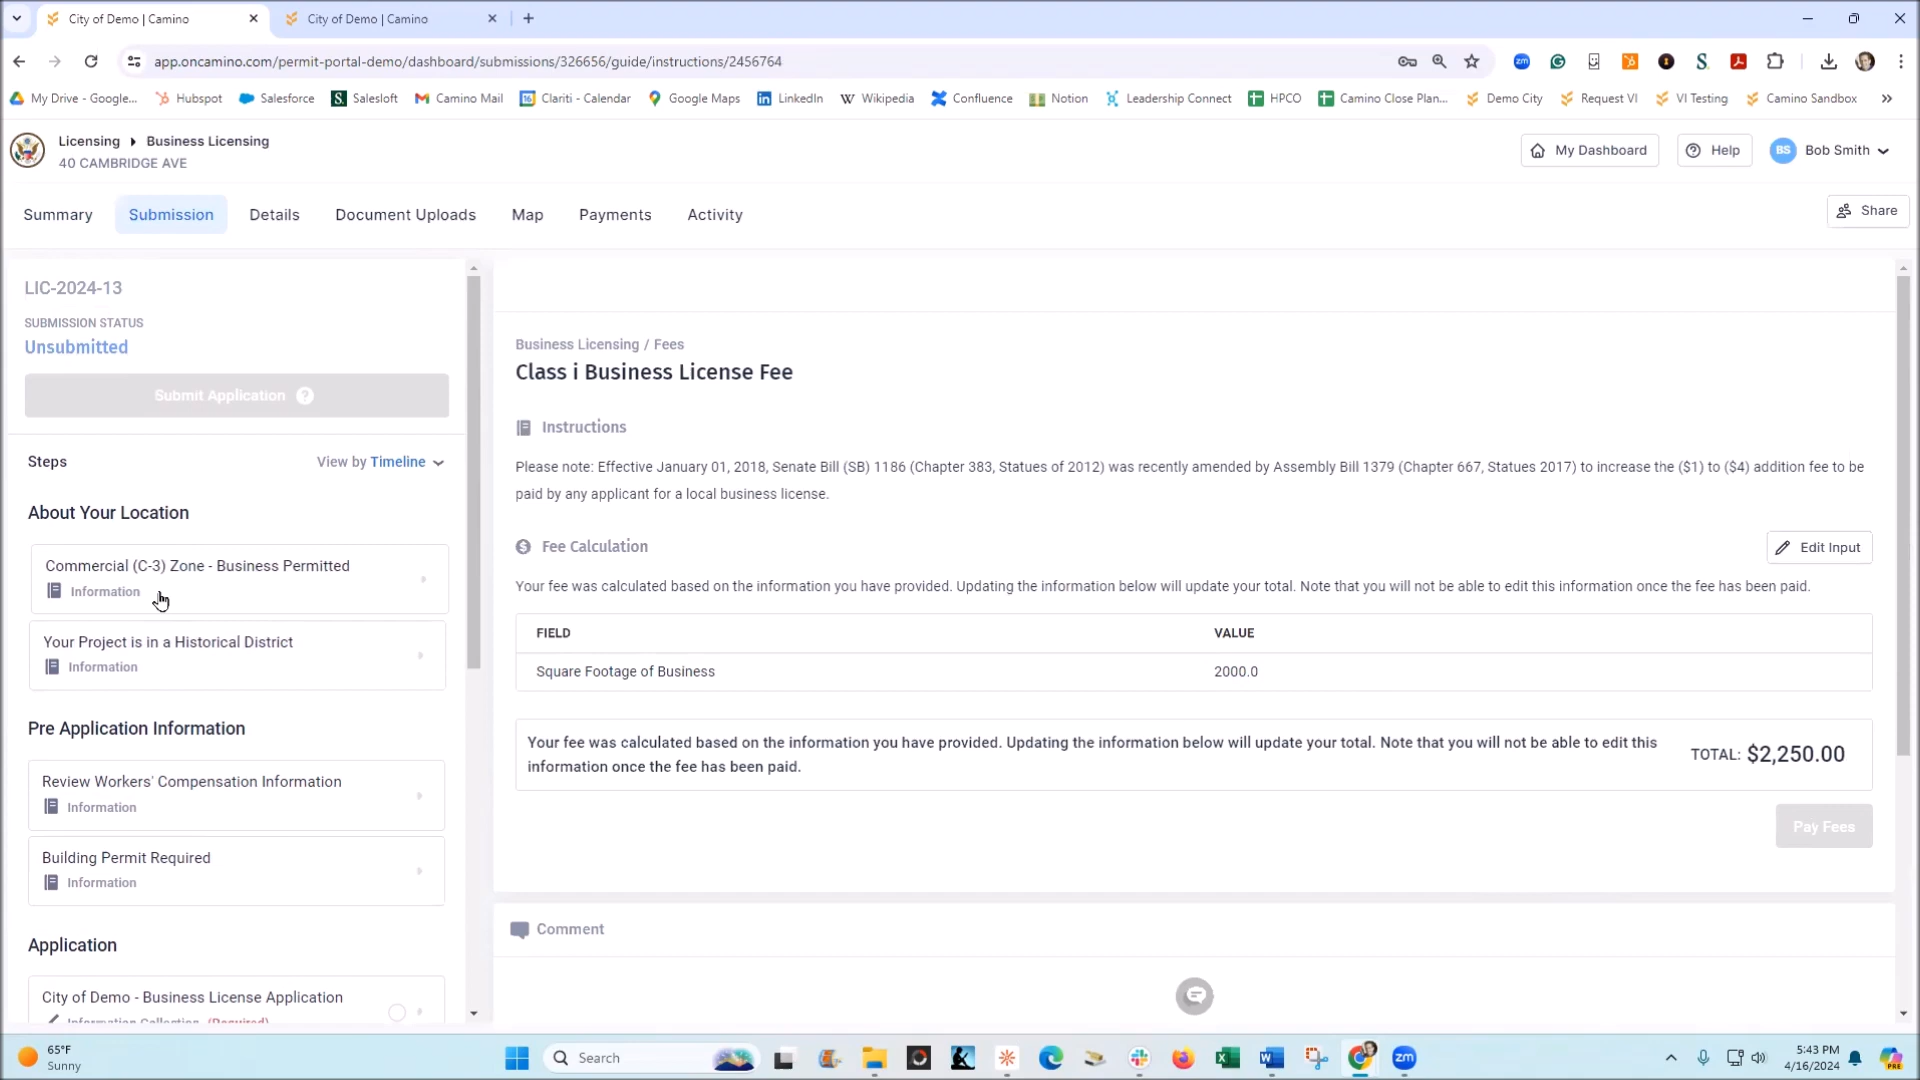 City of Demo | Camino
City of Demo | Camino
app.oncamino.com/permit-portal-demo/dashboard/submissions/326656/guide/instructions/2456764
My Drive - Google...
Hubspot
Salesforce
Salesloft
Camino Mail
Clariti - Calendar
Google Maps
LinkedIn
Wikipedia
Confluence
Notion
Leadership Connect
HPCO
Camino Close Plan...
Demo City
Request VI
VI Testing
Camino Sandbox
Licensing Business Licensing
40 CAMBRIDGE AVE
My Dashboard
Help
BS Bob Smith
Summary
Submission
Details
Document Uploads
Map
Payments
Activity
Share
LIC-2024-13
SUBMISSION STATUS
Unsubmitted
Submit Application ?
Steps
View by Timeline
About Your Location
Commercial (C-3) Zone - Business Permitted
Information
Your Project is in a Historical District
Information
Pre Application Information
Review Workers' Compensation Information
Information
Building Permit Required
Information
Application
City of Demo - Business License Application
Information Collection (Required)
Business Licensing / Fees
Class i Business License Fee
Instructions
Please note: Effective January 01, 2018, Senate Bill (SB) 1186 (Chapter 383, Statues of 2012) was recently amended by Assembly Bill 1379 (Chapter 667, Statues 2017) to increase the ($1) to ($4) addition fee to be
paid by any applicant for a local business license.
Fee Calculation
Edit Input
Your fee was calculated based on the information you have provided. Updating the information below will update your total. Note that you will not be able to edit this information once the fee has been paid.
FIELD VALUE
Square Footage of Business 2000.0
Your fee was calculated based on the information you have provided. Updating the information below will update your total. Note that you will not be able to edit this
information once the fee has been paid.
TOTAL: $2,250.00
Pay Fees
Comment
65°F
Sunny
Search
zm
5:43 PM
4/16/2024